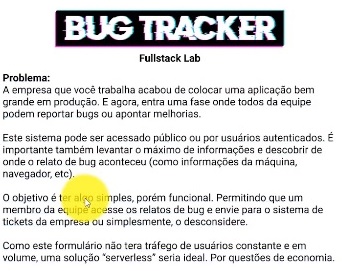 BUG TRACKER
Fullstack Lab
Problema:
A empresa que você trabalha acabou de colocar uma aplicação bem
grande em produção. E agora, entra uma fase onde todos da equipe
podem reportar bugs ou apontar melhorias.
Este sistema pode ser acessado público ou por usuários autenticados. É
importante também levantar o máximo de informações e descobrir de
onde o relato de bug aconteceu (como informações da máquina,
navegador, etc).
O objetivo é ter algo simples, porém funcional. Permitindo que um
membro da equipe acesse os relatos de bug e envie para o sistema de
tickets da empresa ou simplesmente, o desconsidere.
Como este formulário não tera tráfego de usuários constante e em
volume, uma solução “serverless” seria ideal. Por questões de economia.